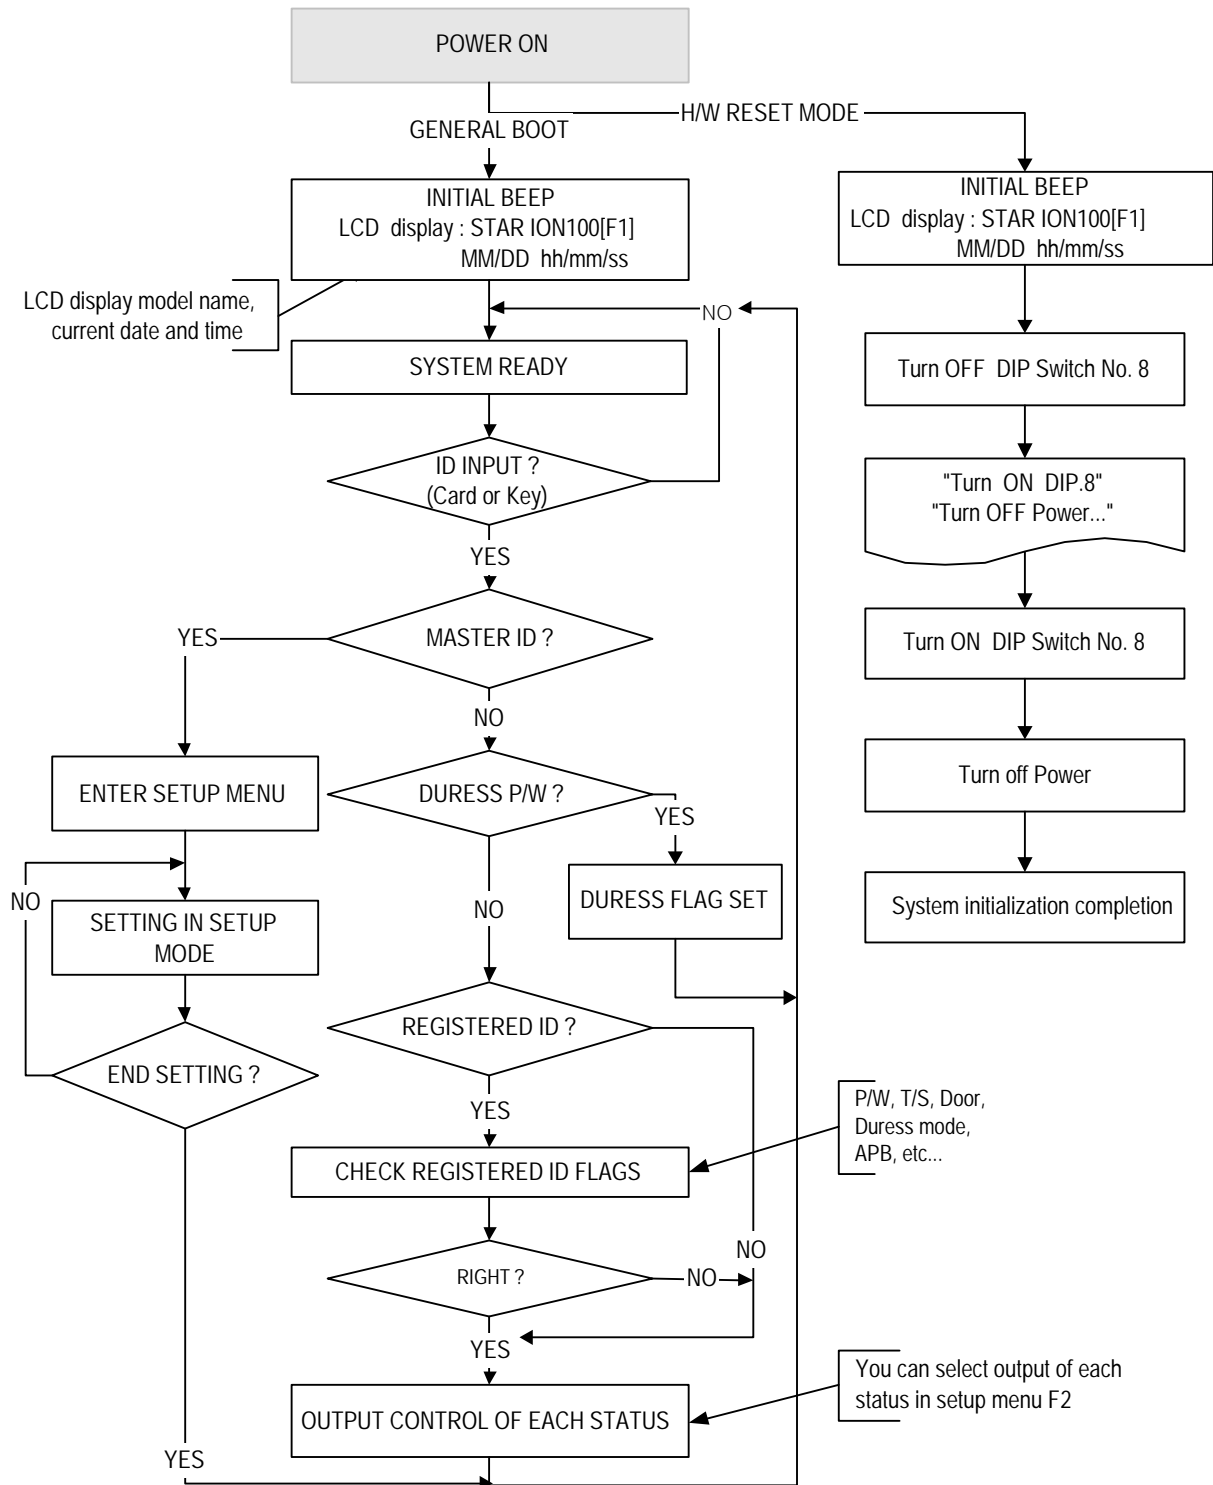 POWER ON
GENERAL BOOT
H/W RESET MODE
INITIAL BEEP
LCD display : STAR ION100[F1]
MM/DD hh/mm/ss
LCD display model name,
current date and time
NO
SYSTEM READY
ID INPUT ?
(Card or Key)
YES
MASTER ID ?
YES
NO
ENTER SETUP MENU
DURESS P/W ?
YES
NO
SETTING IN SETUP
MODE
NO
DURESS FLAG SET
END SETTING ?
REGISTERED ID ?
YES
CHECK REGISTERED ID FLAGS
P/W, T/S, Door,
Duress mode,
APB, etc...
NO
RIGHT ?
NO
YES
OUTPUT CONTROL OF EACH STATUS
You can select output of each
status in setup menu F2
YES
INITIAL BEEP
LCD display : STAR ION100[F1]
MM/DD hh/mm/ss
Turn OFF DIP Switch No. 8
"Turn ON DIP.8"
"Turn OFF Power..."
Turn ON DIP Switch No. 8
Turn off Power
System initialization completion